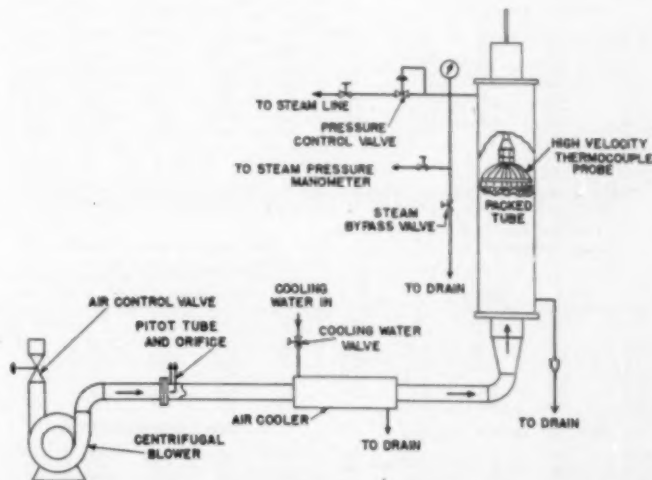 TO STEAM LINE
PRESSURE
CONTROL VALVE
HIGH VELOCITY
THERMOCOUPLE
PROBE
TO STEAM PRESSURE
MANOMETER
PACKED
TUBE
STEAM
BYPASS VALVE
TO DRAIN
COOLING
WATER IN
AIR CONTROL VALVE
PITOT TUBE
AND ORIFICE
COOLING WATER
VALVE
AIR COOLER
TO DRAIN
TO DRAIN
CENTRIFUGAL
BLOWER